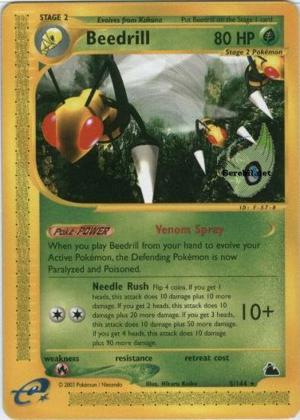 STAGE 2
Evolves from Kakuna
Put Beedrill on the Stage 1 card
Beedrill
80 HP
Stage 2 Pokémon
Serebii.net
ID: F-57-#
Poké-POWER
Venom Spray
When you play Beedrill from your hand to evolve your
Active Pokémon, the Defending Pokémon is now
Paralyzed and Poisoned.
Needle Rush Flip 4 coins. If you get 1
heads, this attack does 10 damage plus 10 more
damage. If you get 2 heads, this attack does 10
damage plus 20 more damage. If you get 3 heads,
this attack does 10 damage plus 50 more damage.
If you get 4 heads, this attack does 10 damage
plus 90 more damage.
10+
weakness
resistance
retreat cost
©2003 Pokémon / Nintendo
Illus. Hikaru Koike
5/144 ★
e